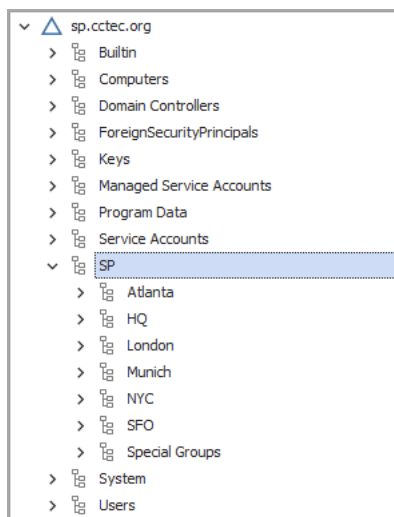 sp.cctec.org
Builtin
Computers
Domain Controllers
ForeignSecurityPrincipals
Keys
Managed Service Accounts
Program Data
Service Accounts
SP
Atlanta
HQ
London
Munich
NYC
SFO
Special Groups
System
Users